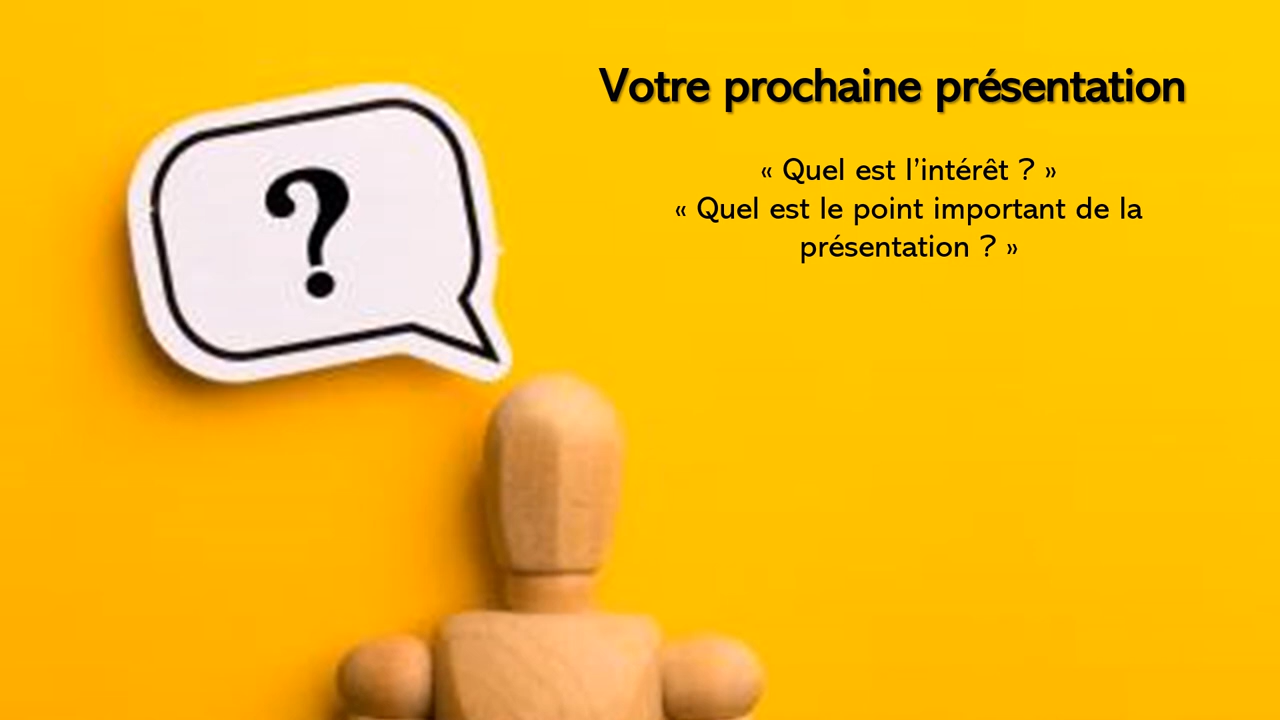 Votre prochaine présentation
?
« Quel est l’intérêt ? »
« Quel est le point important de la
présentation ? »